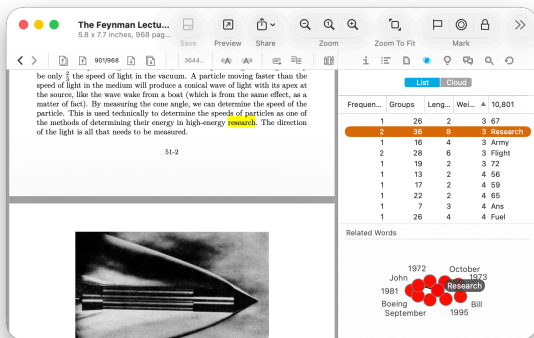 The Feynman Lectu...
5.8 x 7.7 inches, 968 pag...
Save
Preview
Share
Zoom
Zoom To Fit
Mark
901/968
3644...
be only 2/3 the speed of light in the vacuum. A particle moving faster than the
speed of light in the medium will produce a conical wave of light with its apex at
the source, like the wave wake from a boat (which is from the same effect, as a
matter of fact). By measuring the cone angle, we can determine the speed of the
particle. This is used technically to determine the speeds of particles as one of
the methods of determining their energy in high-energy research. The direction
of the light is all that needs to be measured.
51-2
List
Cloud
Frequen... Groups Leng... Wei... 10,801
1 26 2 3 67
2 36 8 3 Research
1 16 4 3 Army
2 28 6 3 Flight
1 19 2 3 72
1 13 2 4 56
1 17 2 4 59
1 22 2 4 65
1 7 3 4 Ans
1 26 4 4 Fuel
Related Words
1972
October
John
1973
Research
1981
Boeing
Bill
September
1995